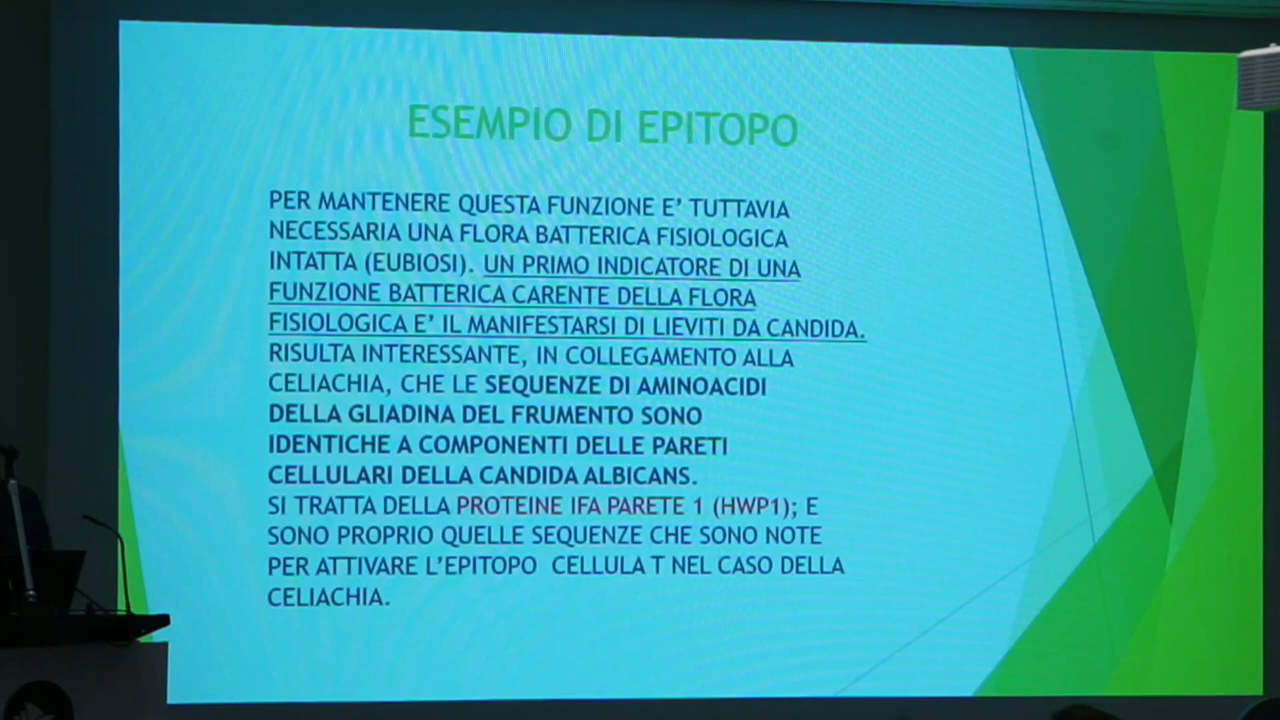 ESEMPIO DI EPITOPO
PER MANTENERE QUESTA FUNZIONE E' TUTTAVIA
NECESSARIA UNA FLORA BATTERICA FISIOLOGICA
INTATTA (EUBIOSI). UN PRIMO INDICATORE DI UNA
FUNZIONE BATTERICA CARENTE DELLA FLORA
FISIOLOGICA E' IL MANIFESTARSI DI LIEVITI DA CANDIDA.
RISULTA INTERESSANTE, IN COLLEGAMENTO ALLA
CELIACHIA, CHE LE SEQUENZE DI AMINOACIDI
DELLA GLIADINA DEL FRUMENTO SONO
IDENTICHE A COMPONENTI DELLE PARETI
CELLULARI DELLA CANDIDA ALBICANS.
SI TRATTA DELLA PROTEINE IFA PARETE 1 (HWP1); E
SONO PROPRIO QUELLE SEQUENZE CHE SONO NOTE
PER ATTIVARE L'EPITOPO CELLULA T NEL CASO DELLA
CELIACHIA.